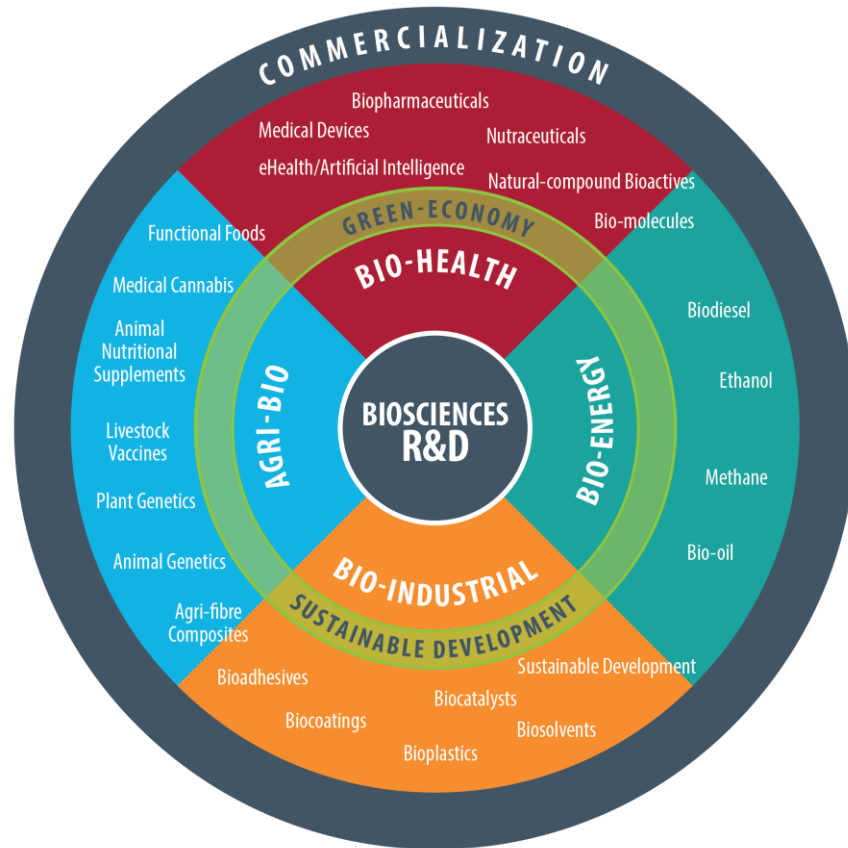 COMMERCIALIZATION
Biopharmaceuticals
Medical Devices
Nutraceuticals
eHealth/Artificial Intelligence
Natural-compound Bioactives
Bio-molecules
GREEN-ECONOMY
BIO-HEALTH
Functional Foods
Medical Cannabis
Animal
Nutritional
Supplements
Livestock
Vaccines
Plant Genetics
Animal Genetics
Agri-fibre
Composites
AGRI-BIO
BIOSCIENCES
R&D
BIO-ENERGY
Biodiesel
Ethanol
Methane
Bio-oil
BIO-INDUSTRIAL
SUSTAINABLE DEVELOPMENT
Sustainable Development
Bioadhesives
Biocatalysts
Biocoatings
Biosolvents
Bioplastics